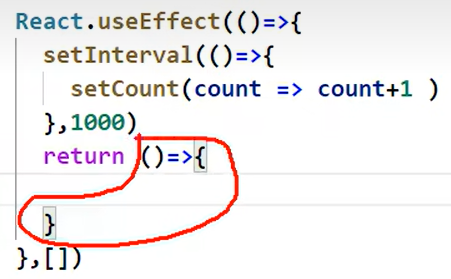 React.useEffect(()=>{
setInterval(()=>{
setCount(count => count+1 )
},1000)
return ()=>{
}
},[])